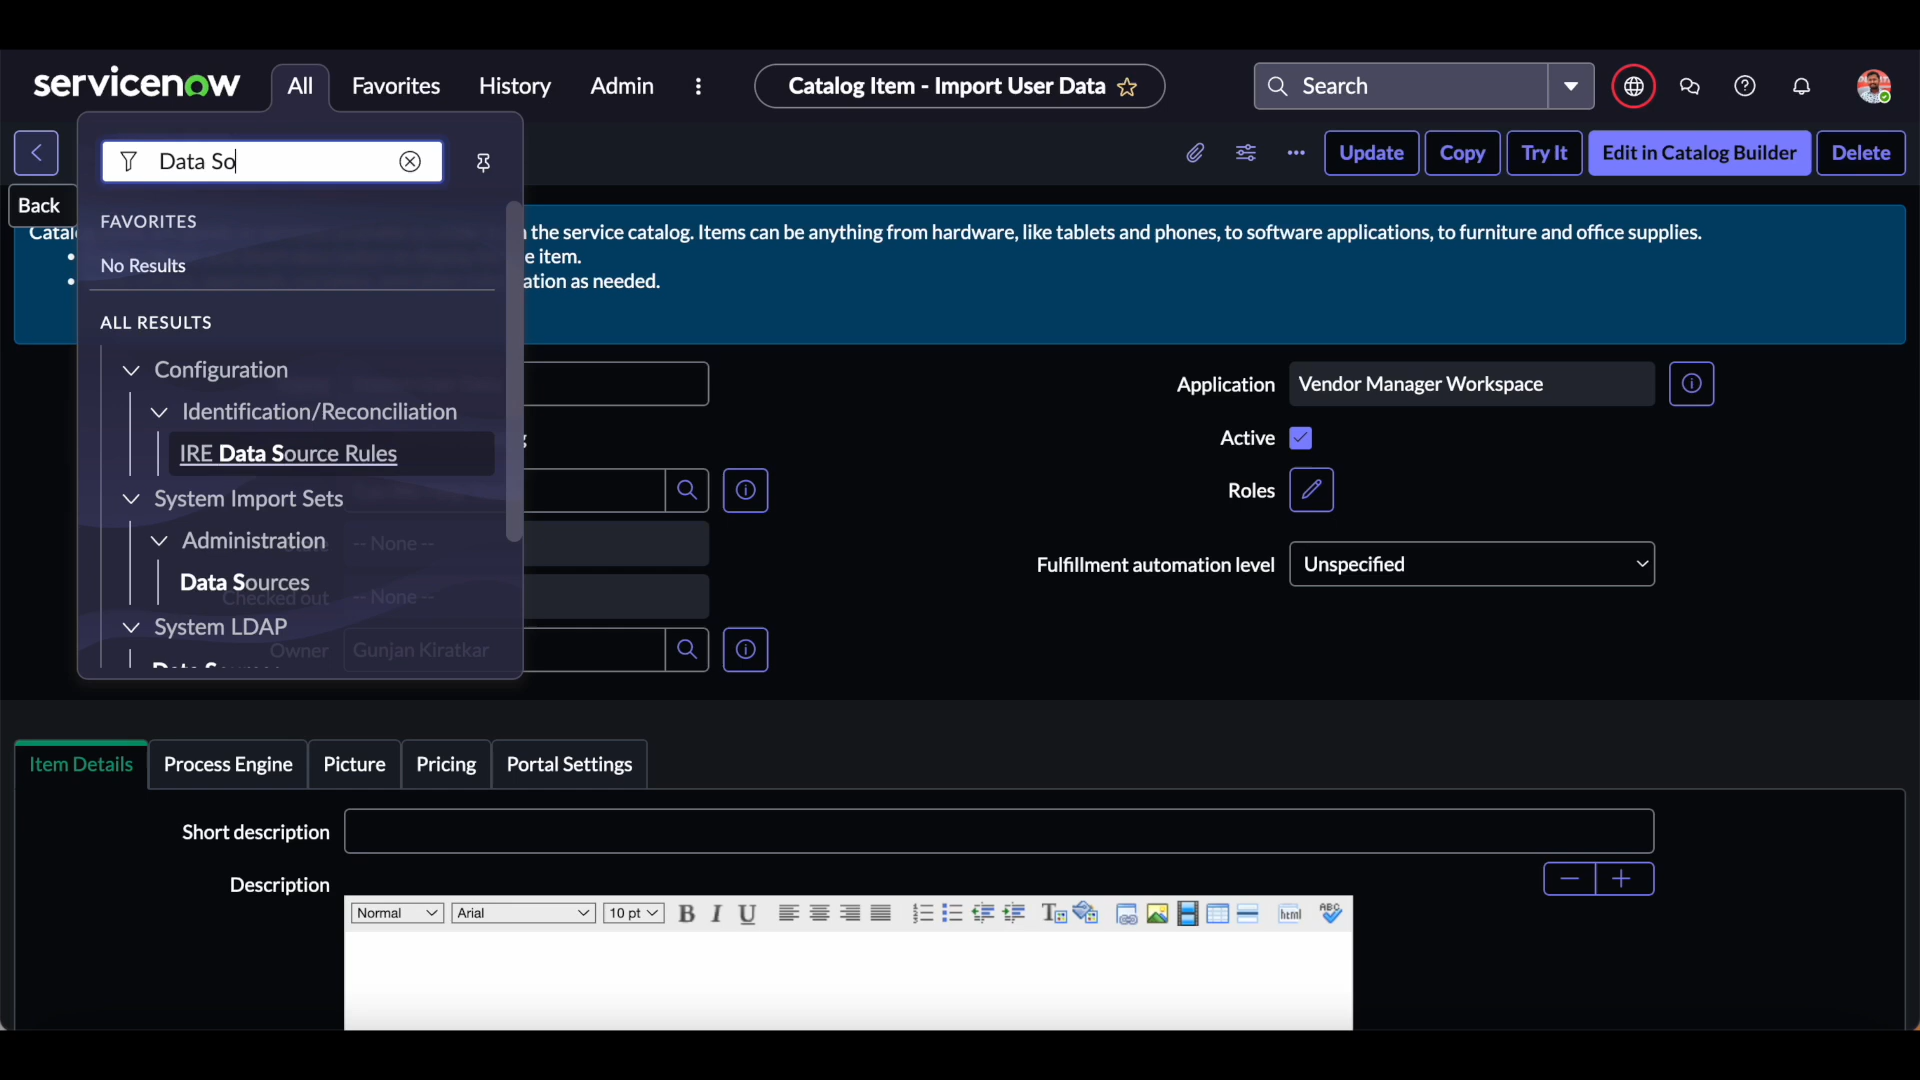 servicenow
All
Favorites
History
Admin
Catalog Item - Import User Data
Search
Data So
Update
Copy
Try It
Edit in Catalog Builder
Delete
Back
FAVORITES
No Results
ALL RESULTS
Configuration
Identification/Reconciliation
IRE Data Source Rules
System Import Sets
Administration
-- None --
Data Sources
Checked out
-- None --
System LDAP
Owner
Gunjan Kiratkar
the service catalog. Items can be anything from hardware, like tablets and phones, to software applications, to furniture and office supplies.
e item.
ation as needed.
Application
Vendor Manager Workspace
Active
Roles
Fulfillment automation level
Unspecified
Item Details
Process Engine
Picture
Pricing
Portal Settings
Short description
Description
Normal
Arial
10 pt
B I U
html
ABC